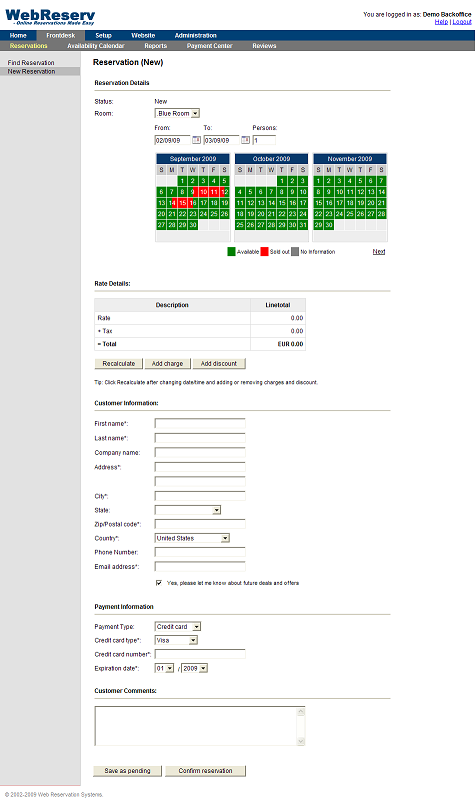 WebReserv
- Online Reservations Made Easy
You are logged in as: Demo Backoffice
Help | Logout
Home Frontdesk Setup Website Administration
Reservations Availability Calendar Reports Payment Center Reviews
Find Reservation
New Reservation
Reservation (New)
Reservation Details
Status: New
Room: Blue Room
From: To: Persons:
02/09/09 03/09/09 1
September 2009 October 2009 November 2009
S M T W T F S S M T W T F S S M T W T F S
1 2 3 4 5 1 2 3 1 2 3 4 5 6 7
6 7 8 9 10 11 12 4 5 6 7 8 9 10 8 9 10 11 12 13 14
13 14 15 16 17 18 19 11 12 13 14 15 16 17 15 16 17 18 19 20 21
20 21 22 23 24 25 26 18 19 20 21 22 23 24 22 23 24 25 26 27 28
27 28 29 30 25 26 27 28 29 30 31 29 30
Available Sold out No Information Next
Rate Details:
Description Linetotal
Rate 0.00
+ Tax 0.00
= Total EUR 0.00
Recalculate Add charge Add discount
Tip: Click Recalculate after changing date/time and adding or removing charges and discount.
Customer Information:
First name*:
Last name*:
Company name:
Address*:
City*:
State:
Zip/Postal code*:
Country*: United States
Phone Number:
Email address*:
Yes, please let me know about future deals and offers
Payment Information
Payment Type: Credit card
Credit card type*: Visa
Credit card number*:
Expiration date*: 01 / 2009
Customer Comments:
Save as pending Confirm reservation
© 2002-2009 Web Reservation Systems.